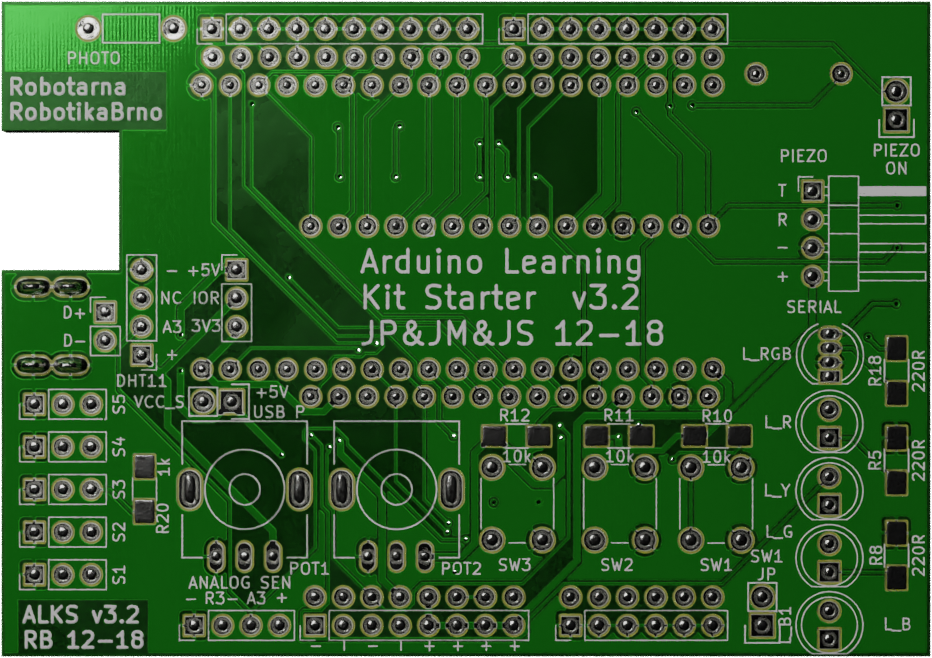 PHOTO
Robotarna
RobotikaBrno
PIEZO
ON
PIEZO
T
R
-
+
SERIAL
Arduino Learning
Kit Starter v3.2
JP&JM&JS 12-18
- +5V
NC IOR
A3 3V3
+
D+
D-
DHT11
VCC_S
+5V
USB P
L_RGB
R18
220R
L_R
R5
220R
L_Y
L_G
R8
220R
L_B
S5
S4
S3
S2
S1
1k
R20
R12
10k
R11
10k
R10
10k
POT1
POT2
SW3
SW2
SW1
SW1
JP
ANALOG SEN
- R3- A3 +
ALKS v3.2
RB 12-18
- | - | + + + +